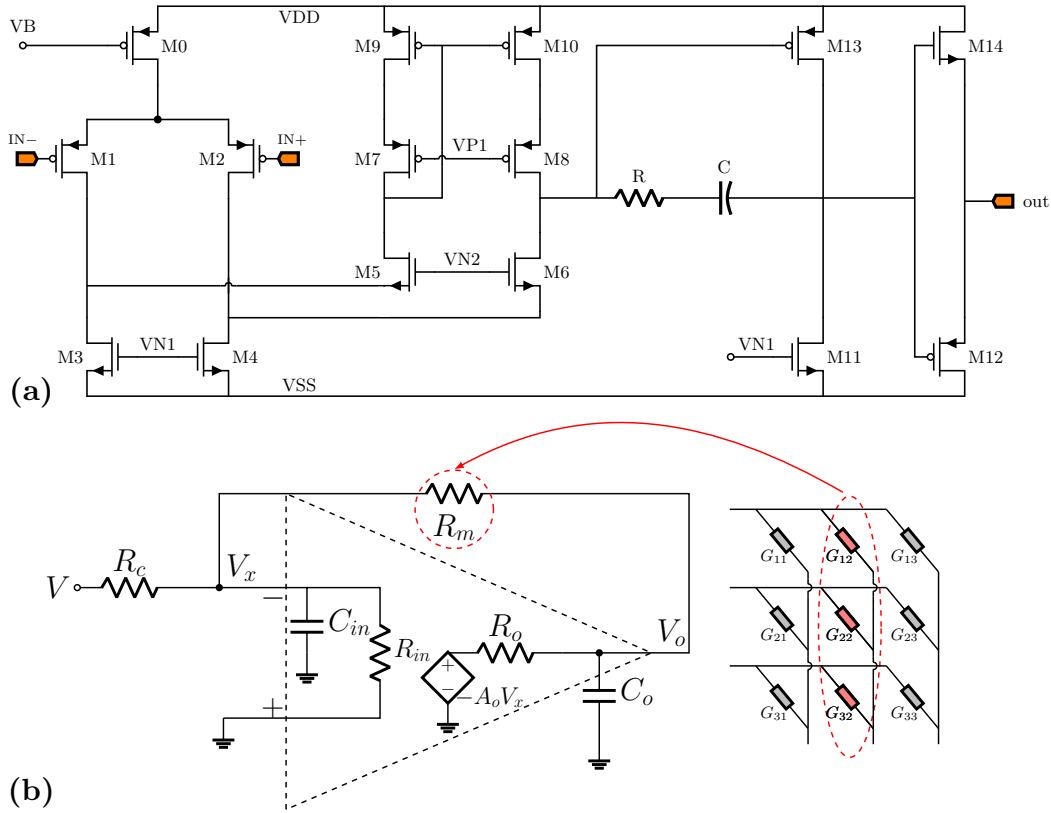 VB
VDD
M0
M9
M10
M13
M14
IN−
IN+
M1
M2
M7
VP1
M8
R
C
out
M5
VN2
M6
M3
VN1
M4
VN1
M11
M12
VSS
(a)
R_m
R_c
V
V_x
−
C_in
R_in
+
R_o
V_o
+
−
−A_oV_x
C_o
G_11
G_12
G_13
G_21
G_22
G_23
G_31
G_32
G_33
(b)